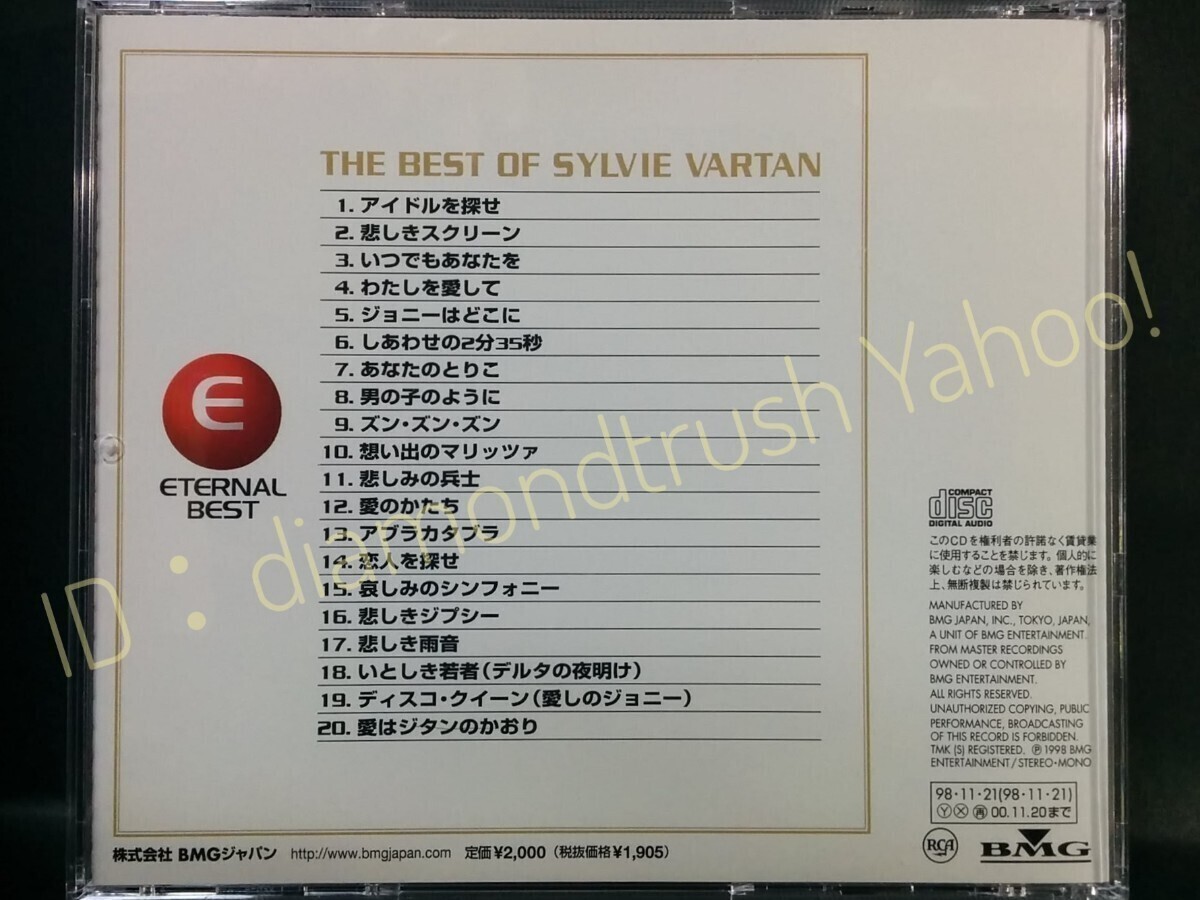 THE BEST OF SYLVIE VARTAN
1. アイドルを探せ
2. 悲しきスクリーン
3. いつでもあなたを
4. わたしを愛して
5. ジョニーはどこに
6. しあわせの2分35秒
7. あなたのとりこ
8. 男の子のように
9. ズン・ズン・ズン
10. 想い出のマリッツァ
11. 悲しみの兵士
12. 愛のかたち
13. アブラカタブラ
14. 恋人を探せ
15. 哀しみのシンフォニー
16. 悲しきジプシー
17. 悲しき雨音
18. いとしき若者(デルタの夜明け)
19. ディスコ・クイーン(愛しのジョニー)
20. 愛はジタンのかおり
E
ETERNAL
BEST
COMPACT
disc
DIGITAL AUDIO
このCDを権利者の許諾なく賃貸業
に使用することを禁じます。個人的に
楽しむなどの場合を除き、著作権法
上、無断複製は禁じられています。
MANUFACTURED BY
BMG JAPAN, INC., TOKYO, JAPAN,
A UNIT OF BMG ENTERTAINMENT.
FROM MASTER RECORDINGS
OWNED OR CONTROLLED BY
BMG ENTERTAINMENT.
ALL RIGHTS RESERVED.
UNAUTHORIZED COPYING, PUBLIC
PERFORMANCE, BROADCASTING
OF THIS RECORD IS FORBIDDEN.
TMK (S) REGISTERED. Ⓟ 1998 BMG
ENTERTAINMENT/STEREO・MONO
98・11・21(98・11・21)
Ⓨ Ⓧ 再 00.11.20まで
RCA
BMG
株式会社 BMGジャパン http://www.bmgjapan.com 定価¥2,000 (税抜価格¥1,905)
ID:diamondtrush Yahoo!